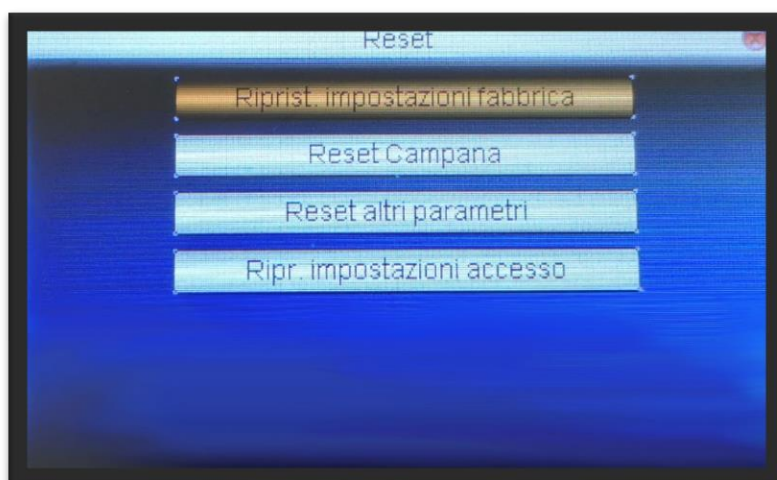 Reset
Riprist. impostazioni fabbrica
Reset Campana
Reset altri parametri
Ripr. impostazioni accesso